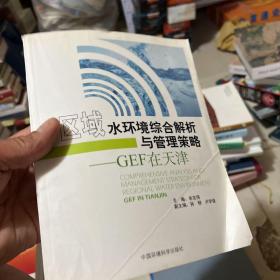 区域 水环境综合解析
与管理策略
——GEF在天津
COMPREHENSIVE ANALYSIS AND
MANAGEMENT STRATEGY FOR
REGIONAL WATER ENVIRONMENT
GEF IN TIANJIN
中国环境科学出版社